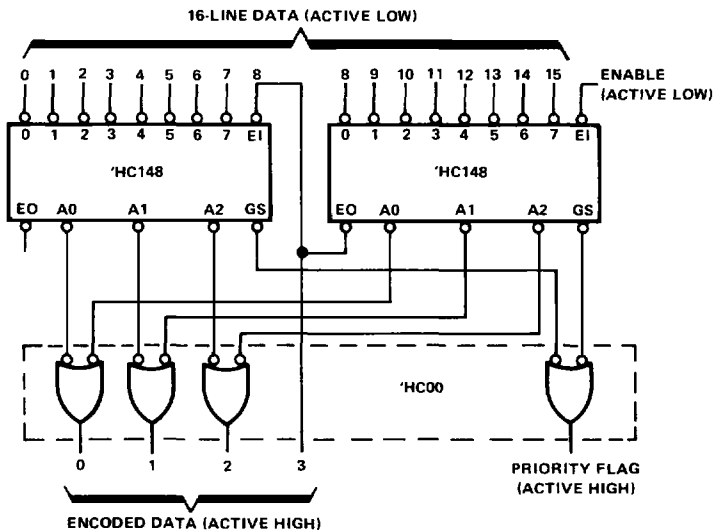 16-LINE DATA (ACTIVE LOW)
0 1 2 3 4 5 6 7 8 8 9 10 11 12 13 14 15 ENABLE
(ACTIVE LOW)
0 1 2 3 4 5 6 7 EI 0 1 2 3 4 5 6 7 EI
'HC148 'HC148
EO A0 A1 A2 GS EO A0 A1 A2 GS
'HC00
0 1 2 3 PRIORITY FLAG
(ACTIVE HIGH)
ENCODED DATA (ACTIVE HIGH)